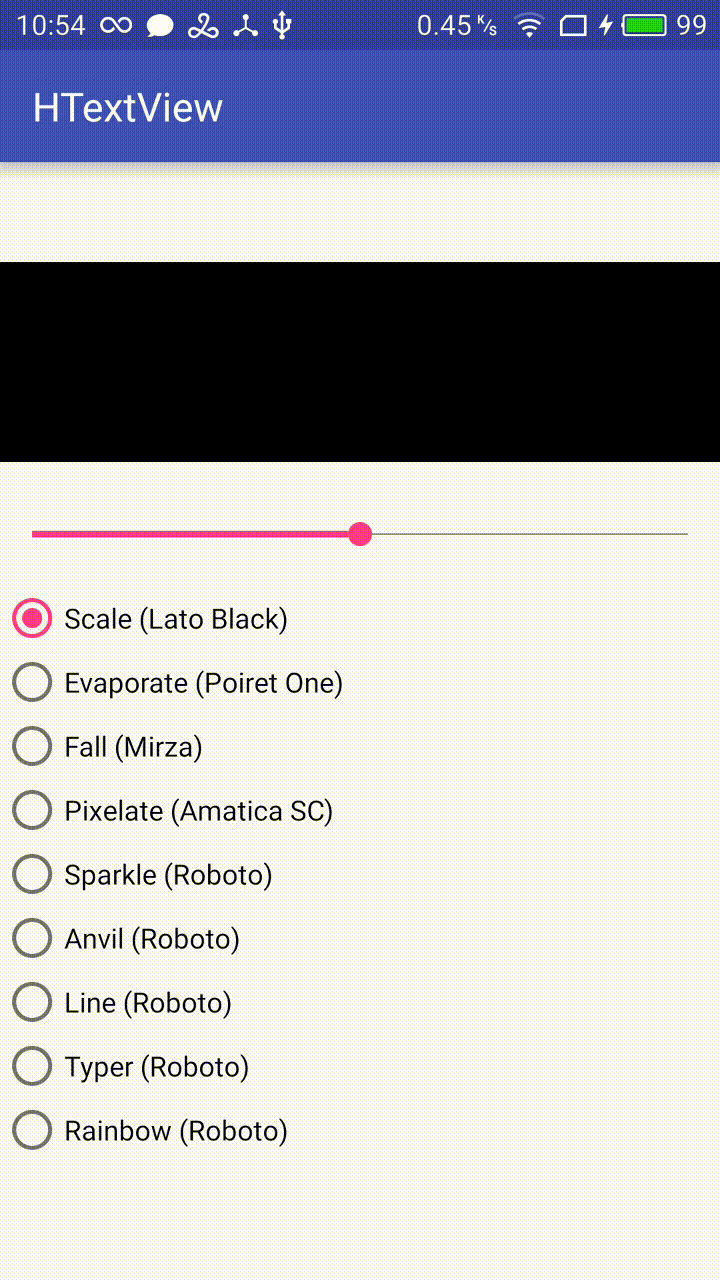 10:54 0.45 K/s 99
HTextView
Scale (Lato Black)
Evaporate (Poiret One)
Fall (Mirza)
Pixelate (Amatica SC)
Sparkle (Roboto)
Anvil (Roboto)
Line (Roboto)
Typer (Roboto)
Rainbow (Roboto)